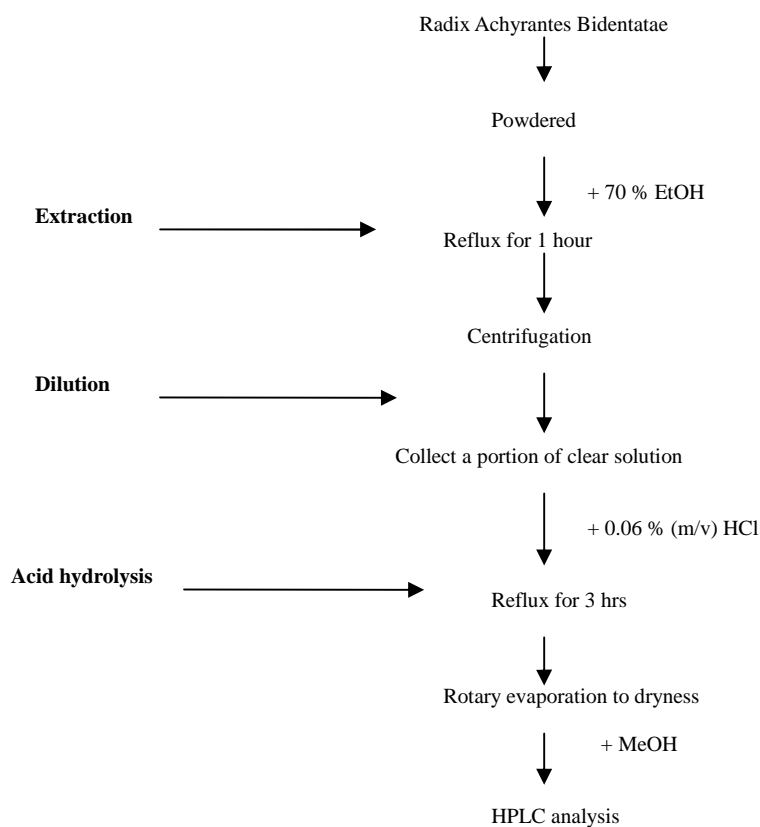 Radix Achyrantes Bidentatae
Powdered
+ 70 % EtOH
Extraction
Reflux for 1 hour
Centrifugation
Dilution
Collect a portion of clear solution
+ 0.06 % (m/v) HCl
Acid hydrolysis
Reflux for 3 hrs
Rotary evaporation to dryness
+ MeOH
HPLC analysis